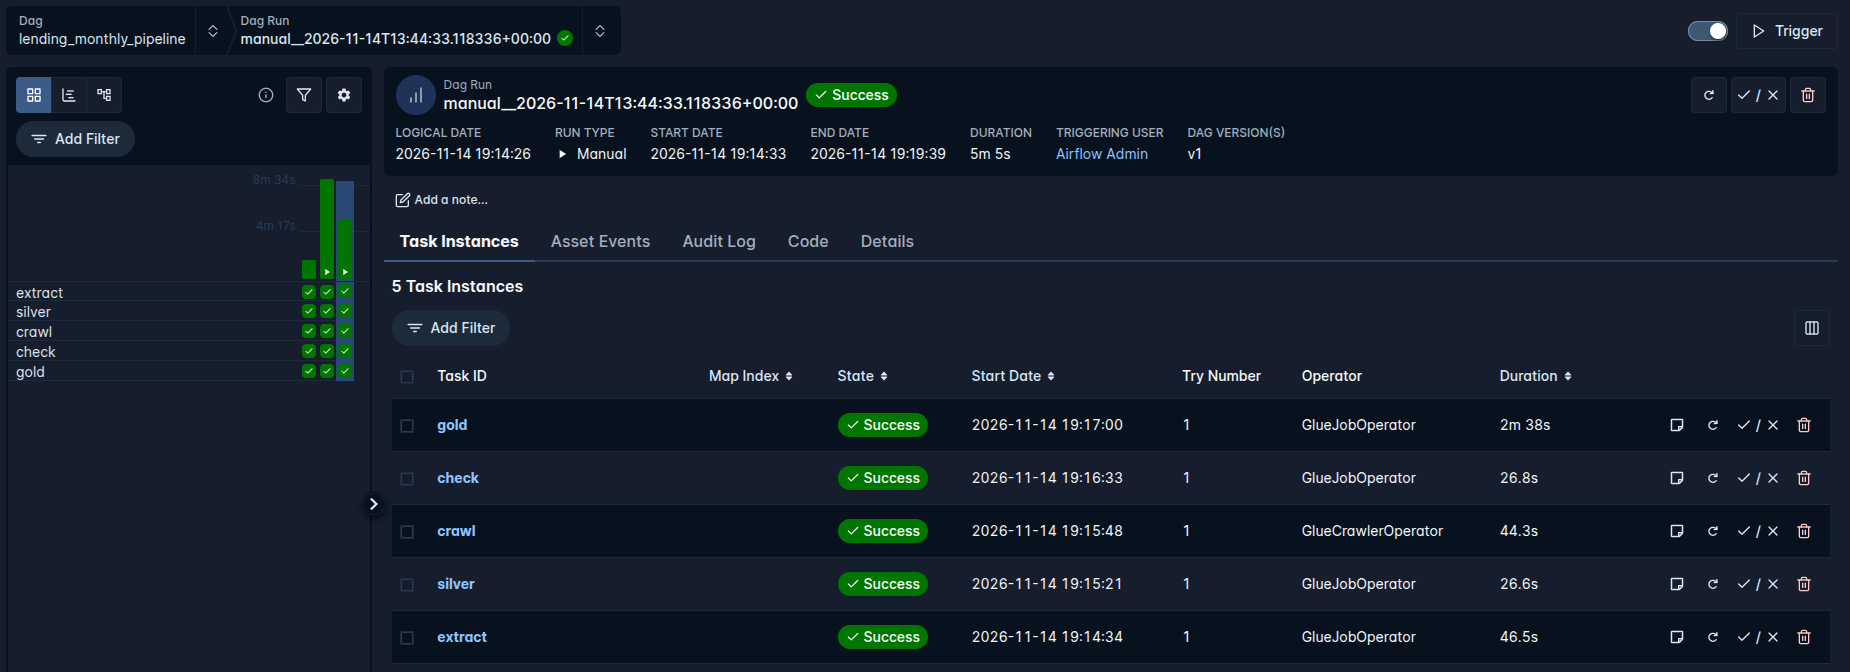 Dag
lending_monthly_pipeline
Dag Run
manual__2026-11-14T13:44:33.118336+00:00
Trigger
Add Filter
8m 34s
4m 17s
extract
silver
crawl
check
gold
Dag Run
manual__2026-11-14T13:44:33.118336+00:00 Success
LOGICAL DATE RUN TYPE START DATE END DATE DURATION TRIGGERING USER DAG VERSION(S)
2026-11-14 19:14:26 Manual 2026-11-14 19:14:33 2026-11-14 19:19:39 5m 5s Airflow Admin v1
Add a note...
Task Instances Asset Events Audit Log Code Details
5 Task Instances
Add Filter
Task ID Map Index State Start Date Try Number Operator Duration
gold Success 2026-11-14 19:17:00 1 GlueJobOperator 2m 38s /
check Success 2026-11-14 19:16:33 1 GlueJobOperator 26.8s /
crawl Success 2026-11-14 19:15:48 1 GlueCrawlerOperator 44.3s /
silver Success 2026-11-14 19:15:21 1 GlueJobOperator 26.6s /
extract Success 2026-11-14 19:14:34 1 GlueJobOperator 46.5s /